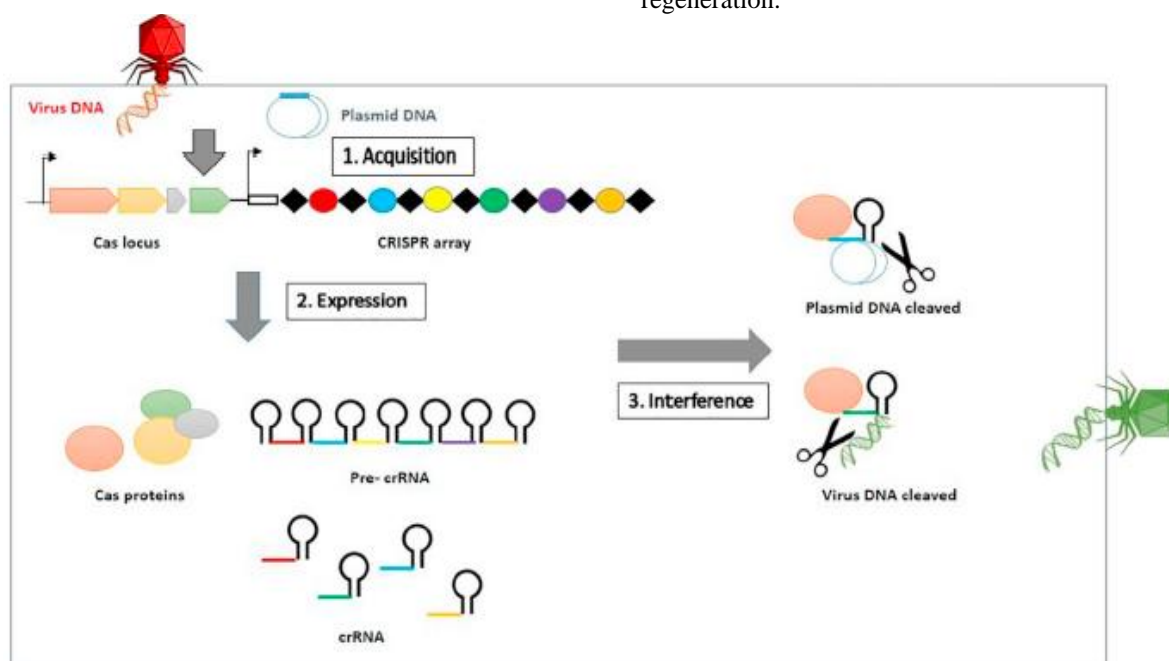 regeneration.
Virus DNA
Plasmid DNA
1. Acquisition
Cas locus
CRISPR array
2. Expression
Plasmid DNA cleaved
3. Interference
Pre- crRNA
Cas proteins
Virus DNA cleaved
crRNA